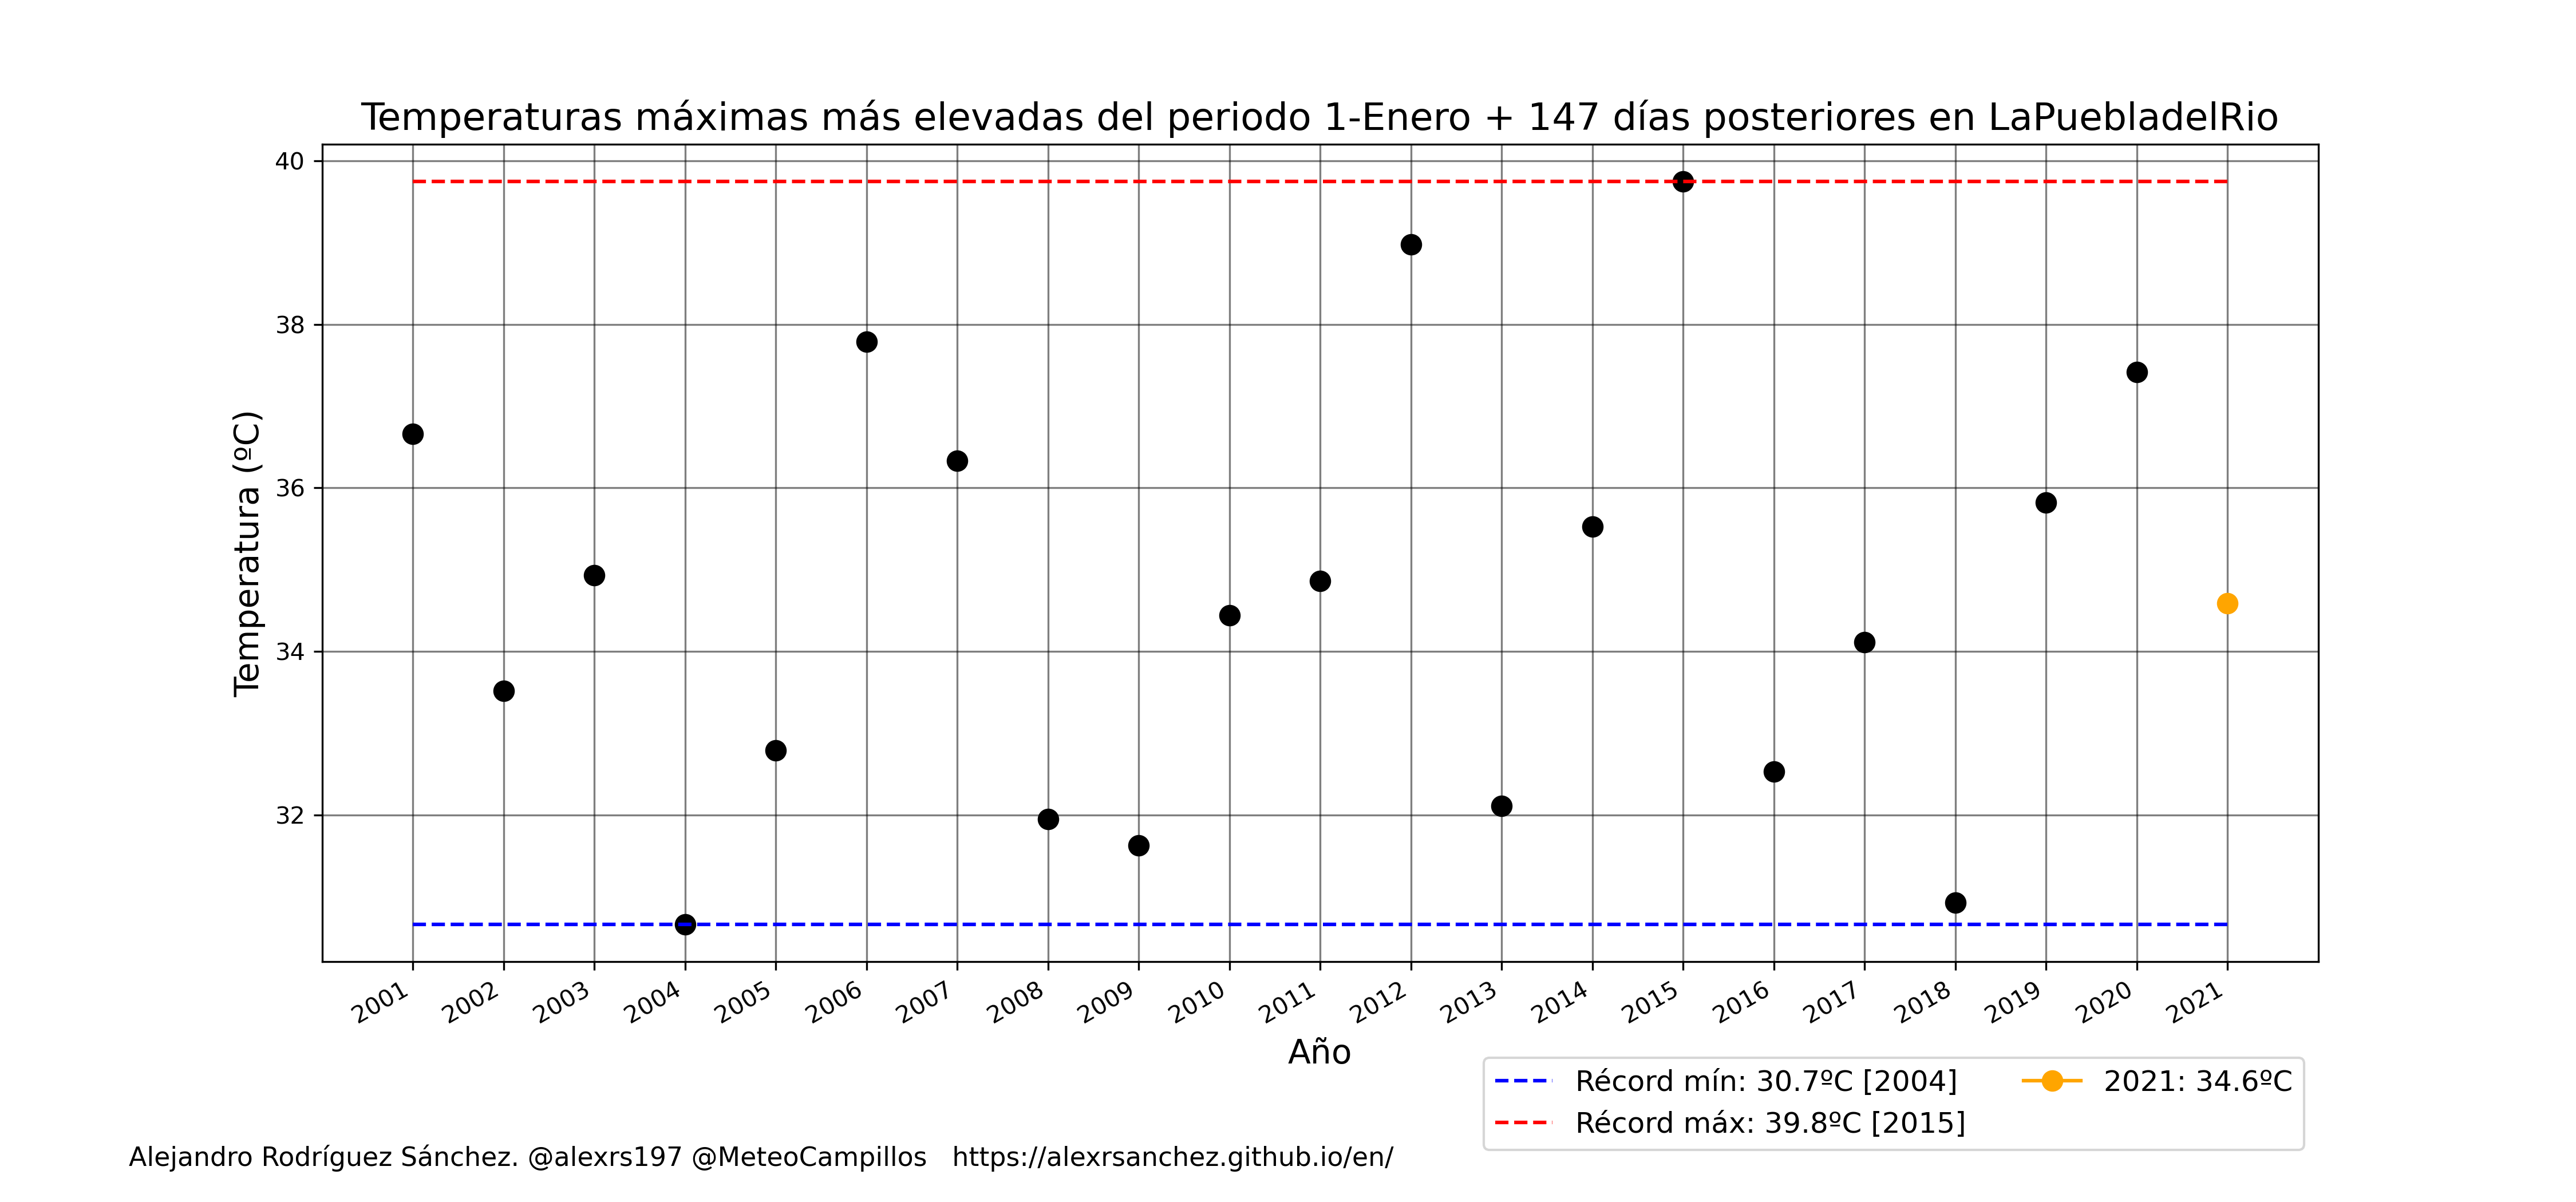 Temperaturas máximas más elevadas del periodo 1-Enero + 147 días posteriores en LaPuebladelRio
Temperatura (ºC)
40
38
36
34
32
2001 2002 2003 2004 2005 2006 2007 2008 2009 2010 2011 2012 2013 2014 2015 2016 2017 2018 2019 2020 2021
Año
Récord mín: 30.7ºC [2004]
Récord máx: 39.8ºC [2015]
2021: 34.6ºC
Alejandro Rodríguez Sánchez. @alexrs197 @MeteoCampillos https://alexrsanchez.github.io/en/